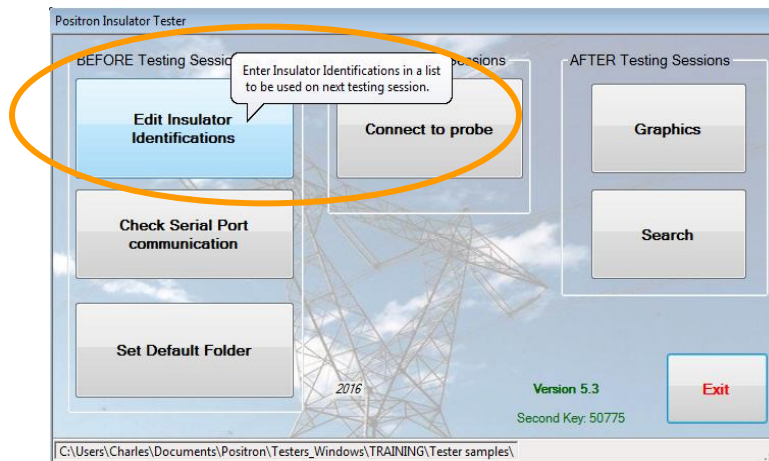 Positron Insulator Tester
BEFORE Testing
Sessions
AFTER Testing Sessions
Enter Insulator Identifications in a list
to be used on next testing session.
Edit Insulator
Identifications
Connect to probe
Graphics
Check Serial Port
communication
Search
Set Default Folder
2016
Version 5.3
Second Key: 50775
Exit
C:\Users\Charles\Documents\Positron\Testers_Windows\TRAINING\Tester samples\